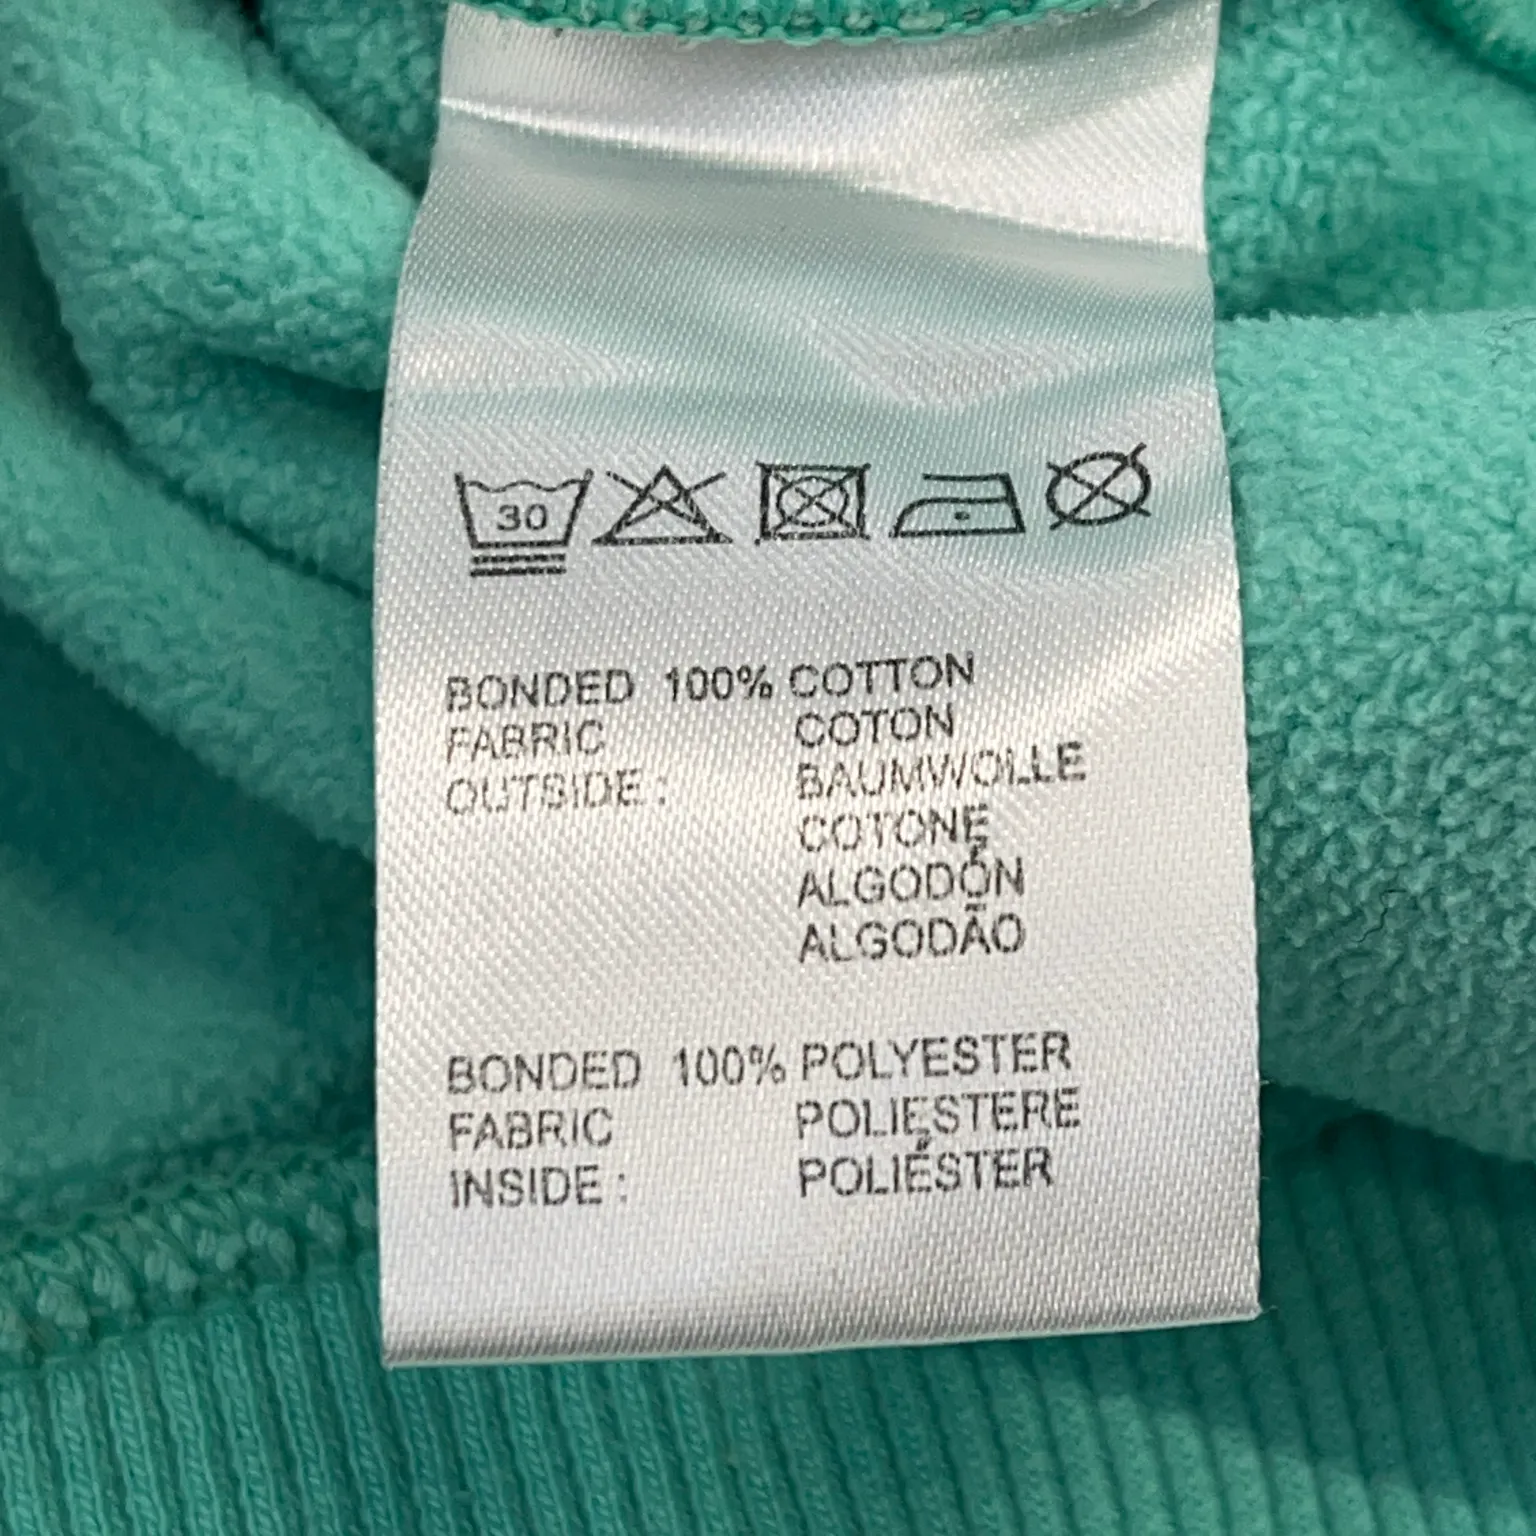 30
BONDED 100% COTTON
FABRIC COTON
OUTSIDE : BAUMWOLLE
COTONE
ALGODÓN
ALGODÃO
BONDED 100% POLYESTER
FABRIC POLIESTERE
INSIDE : POLIÉSTER